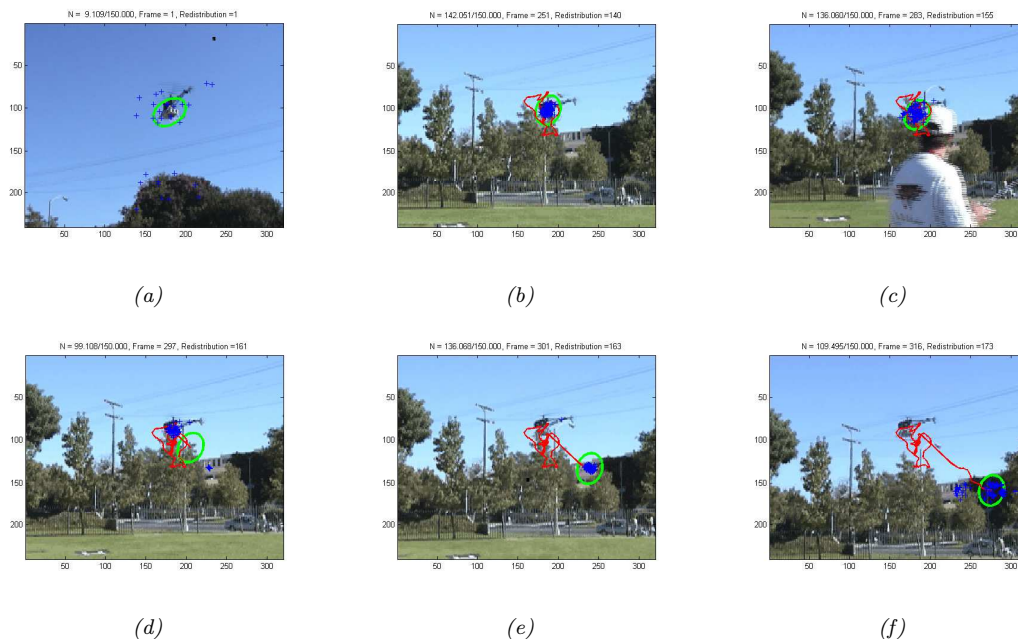 N = 9.109/150.000, Frame = 1, Redistribution =1
50
100
150
200
50 100 150 200 250 300
(a)
N = 142.051/150.000, Frame = 251, Redistribution =140
50
100
150
200
50 100 150 200 250 300
(b)
N = 136.060/150.000, Frame = 283, Redistribution =155
50
100
150
200
50 100 150 200 250 300
(c)
N = 99.108/150.000, Frame = 297, Redistribution =161
50
100
150
200
50 100 150 200 250 300
(d)
N = 136.068/150.000, Frame = 301, Redistribution =163
50
100
150
200
50 100 150 200 250 300
(e)
N = 109.495/150.000, Frame = 316, Redistribution =173
50
100
150
200
50 100 150 200 250 300
(f)